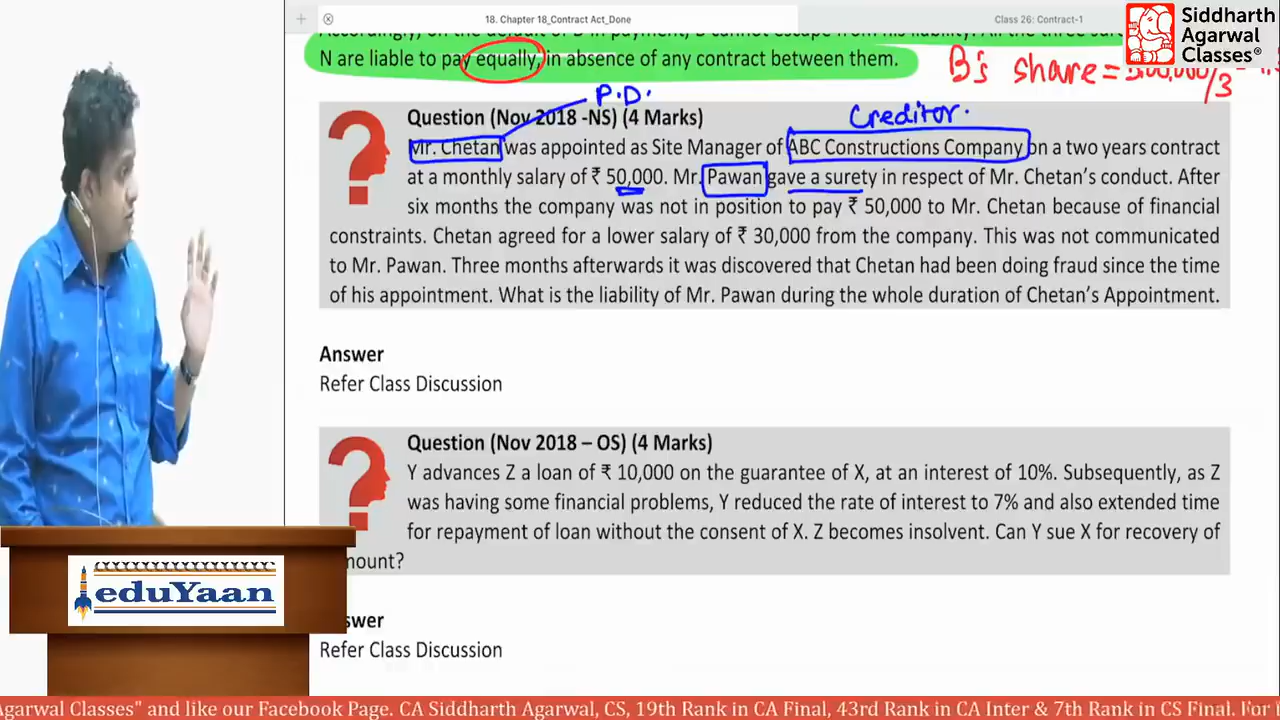 18. Chapter 18_Contract Act_Done
Class 26: Contract-1
Siddharth
Agarwal
Classes®
N are liable to pay equally, in absence of any contract between them.
B's share =
P.D.
Creditor.
Question (Nov 2018 -NS) (4 Marks)
Mr. Chetan was appointed as Site Manager of ABC Constructions Company on a two years contract
at a monthly salary of ₹ 50,000. Mr. Pawan gave a surety in respect of Mr. Chetan's conduct. After
six months the company was not in position to pay ₹ 50,000 to Mr. Chetan because of financial
constraints. Chetan agreed for a lower salary of ₹ 30,000 from the company. This was not communicated
to Mr. Pawan. Three months afterwards it was discovered that Chetan had been doing fraud since the time
of his appointment. What is the liability of Mr. Pawan during the whole duration of Chetan's Appointment.
Answer
Refer Class Discussion
Question (Nov 2018 – OS) (4 Marks)
Y advances Z a loan of ₹ 10,000 on the guarantee of X, at an interest of 10%. Subsequently, as Z
was having some financial problems, Y reduced the rate of interest to 7% and also extended time
for repayment of loan without the consent of X. Z becomes insolvent. Can Y sue X for recovery of
mount?
swer
Refer Class Discussion
eduYaan
Agarwal Classes" and like our Facebook Page. CA Siddharth Agarwal, CS, 19th Rank in CA Final, 43rd Rank in CA Inter & 7th Rank in CS Final. For